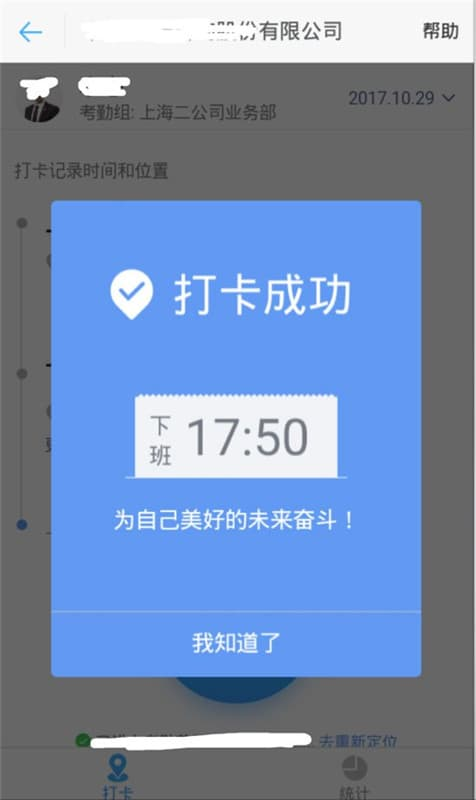 份有限公司
帮助
考勤组: 上海二公司业务部
2017.10.29
打卡记录时间和位置
打卡成功
下班
17:50
为自己美好的未来奋斗！
我知道了
去重新定位
打卡
统计